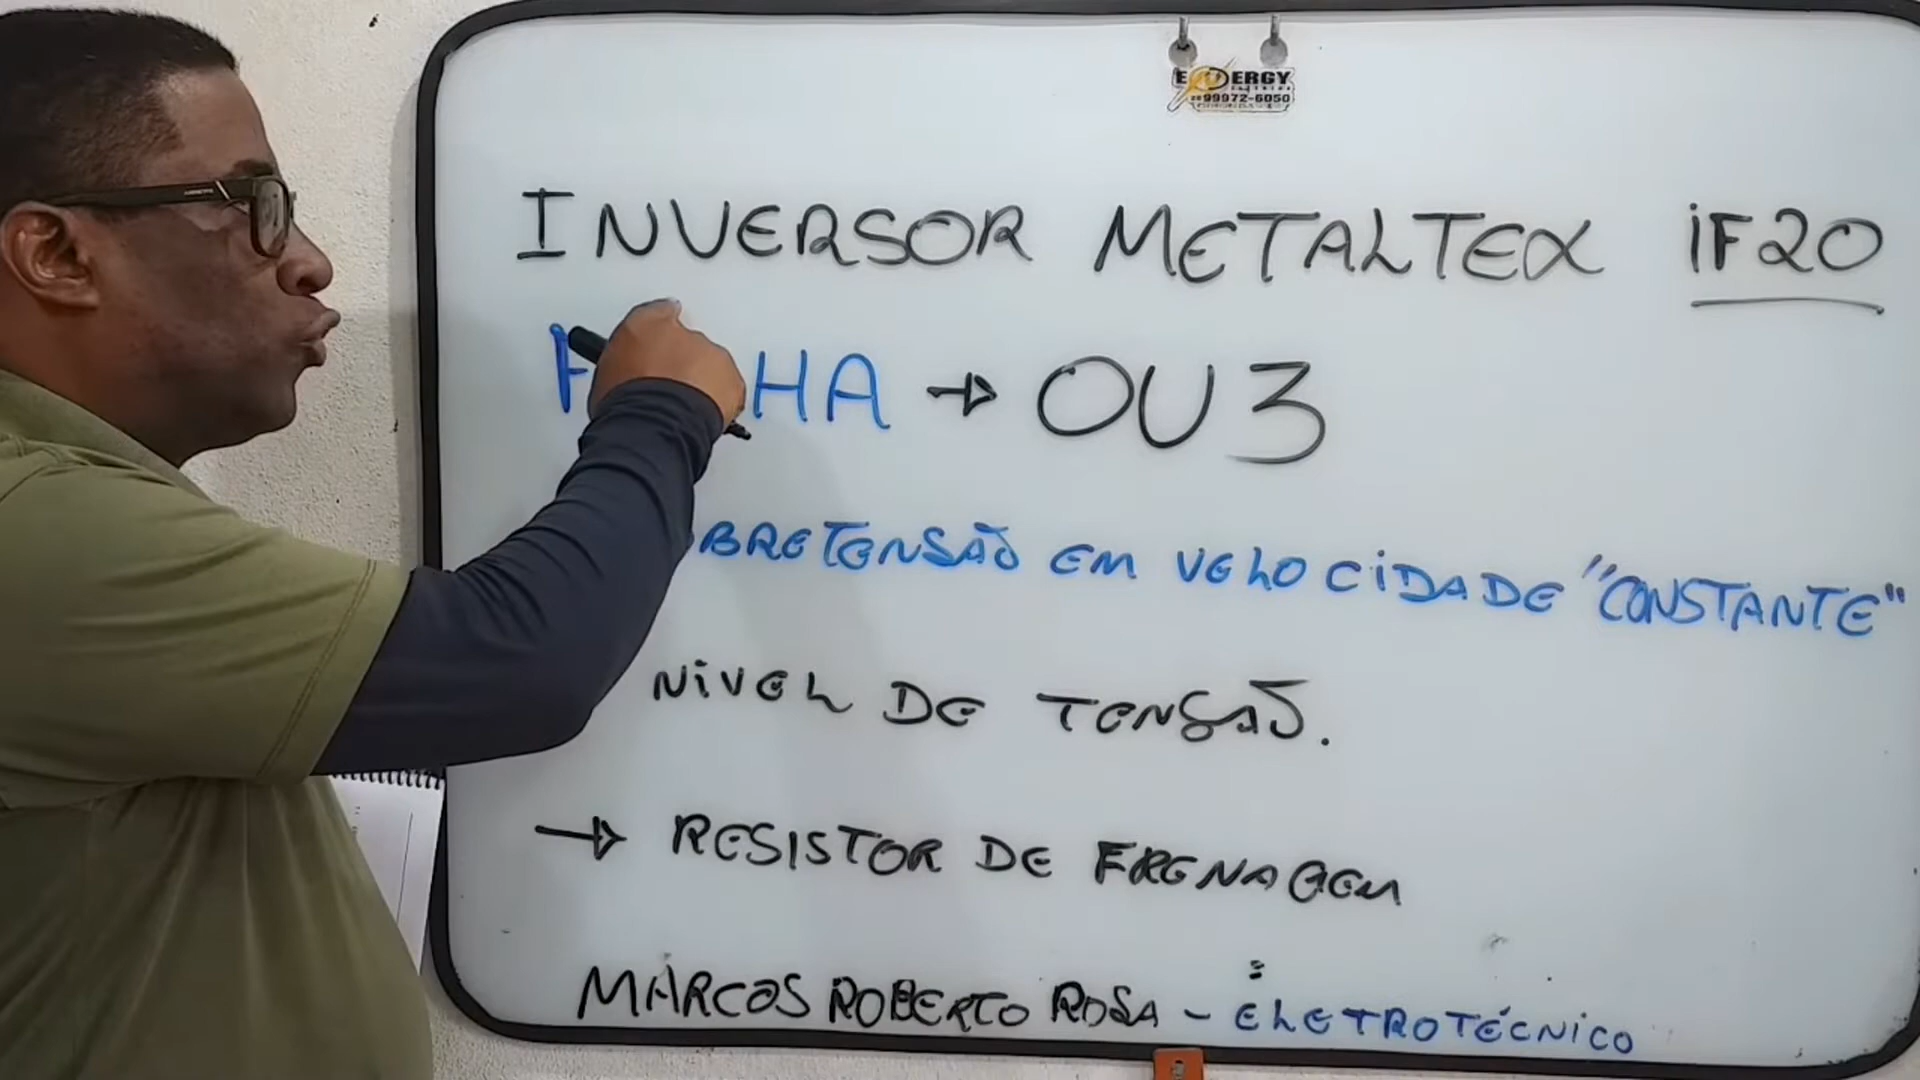 ENERGY
99972-6050
INVERSOR METALTEX iF20
HA → OU3
BRETENSÃO EM VELOCIDADE "CONSTANTE"
NiVEL DE TENSÃO.
→ RESISTOR DE FRENAGEM
MARCOS ROBERTO ROSA - ELETROTÉCNICO